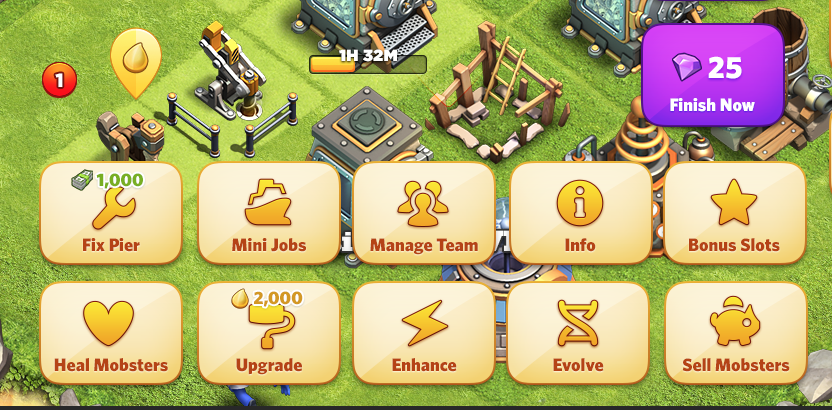 1H 32M
1
25
Finish Now
1,000
Fix Pier
Mini Jobs
Manage Team
Info
Bonus Slots
Heal Mobsters
2,000
Upgrade
Enhance
Evolve
Sell Mobsters